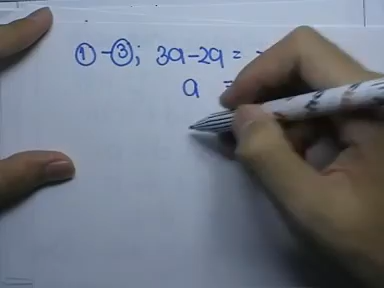 ① - ③; 3a - 2a =
a =